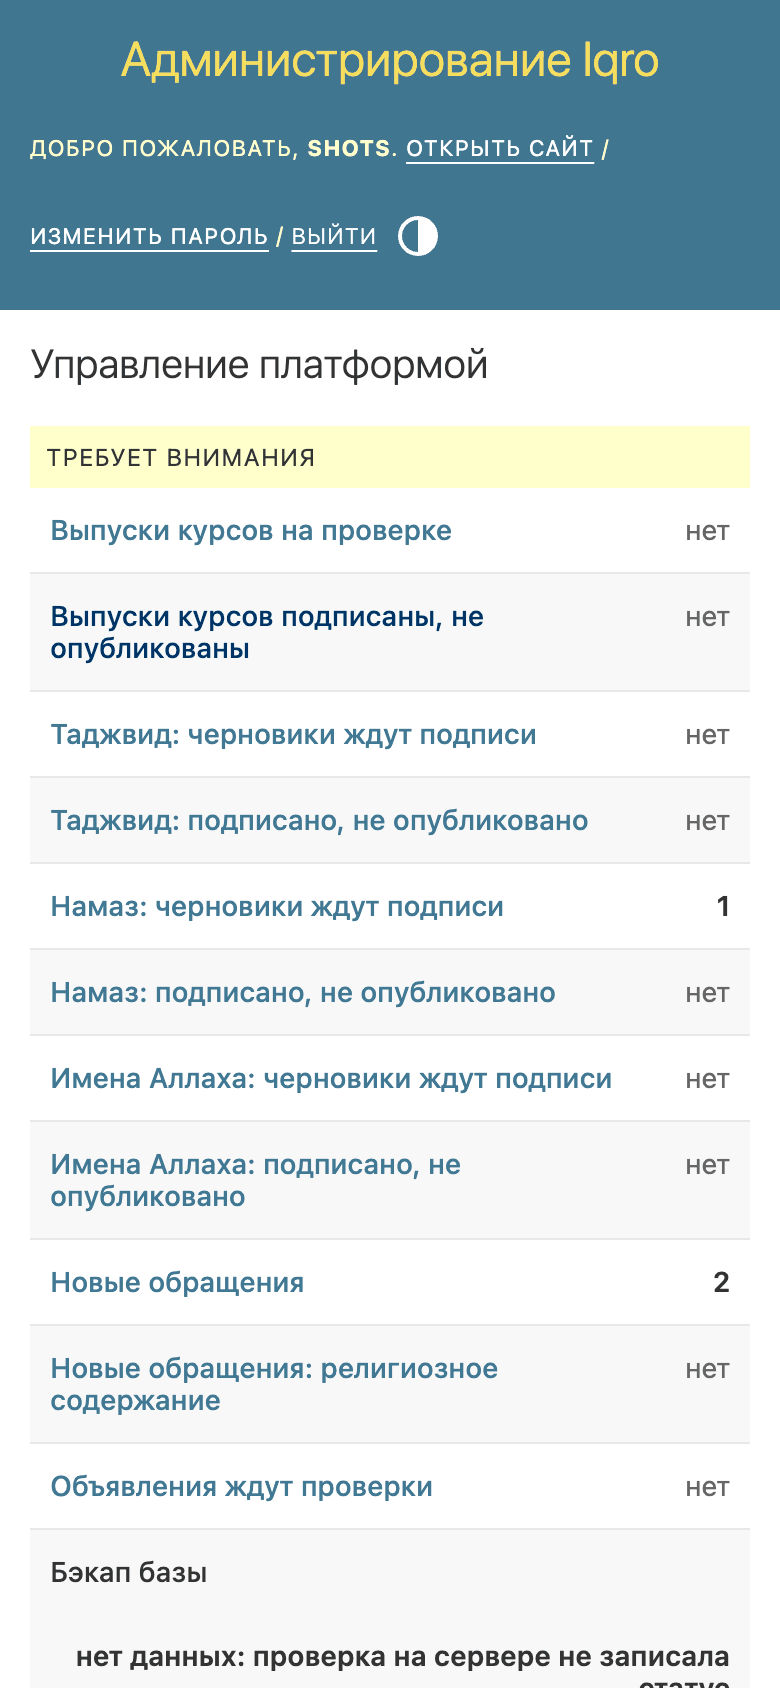 Администрирование Iqro
ДОБРО ПОЖАЛОВАТЬ, SHOTS. ОТКРЫТЬ САЙТ /
ИЗМЕНИТЬ ПАРОЛЬ / ВЫЙТИ
Управление платформой
ТРЕБУЕТ ВНИМАНИЯ
Выпуски курсов на проверке нет
Выпуски курсов подписаны, не нет
опубликованы
Таджвид: черновики ждут подписи нет
Таджвид: подписано, не опубликовано нет
Намаз: черновики ждут подписи 1
Намаз: подписано, не опубликовано нет
Имена Аллаха: черновики ждут подписи нет
Имена Аллаха: подписано, не нет
опубликовано
Новые обращения 2
Новые обращения: религиозное нет
содержание
Объявления ждут проверки нет
Бэкап базы
нет данных: проверка на сервере не записала
статус